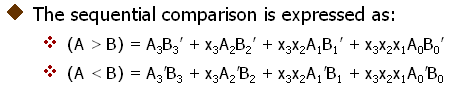 The sequential comparison is expressed as:
(A > B) = A₃B₃′ + x₃A₂B₂′ + x₃x₂A₁B₁′ + x₃x₂x₁A₀B₀′
(A < B) = A₃′B₃ + x₃A₂′B₂ + x₃x₂A₁′B₁ + x₃x₂x₁A₀′B₀